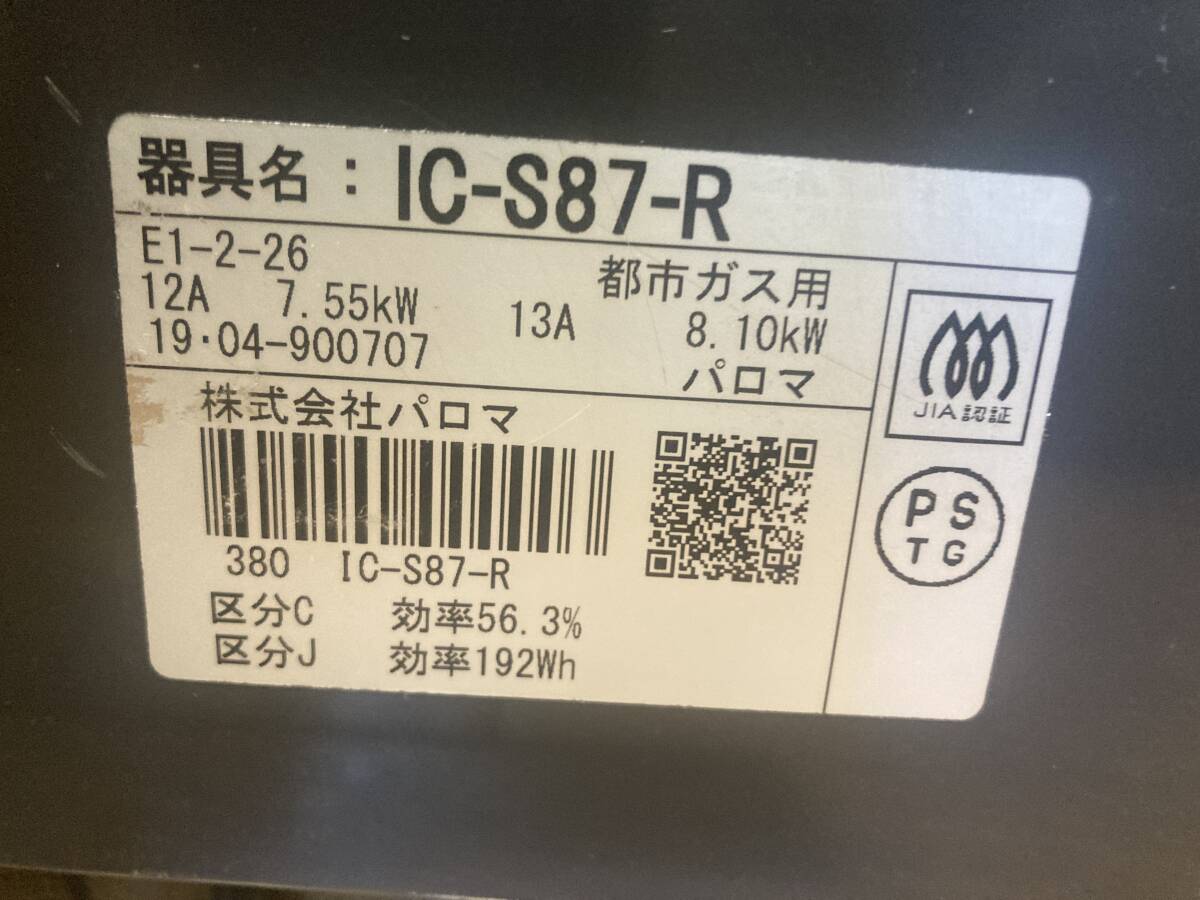 器具名：IC-S87-R
E1-2-26 都市ガス用
12A 7.55kW 13A 8.10kW
19・04-900707 パロマ
株式会社パロマ
380 IC-S87-R
区分C 効率56.3%
区分J 効率192Wh
JIA認証
PS
TG